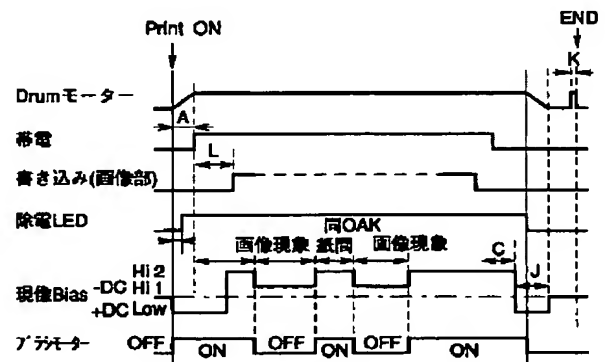 END
Print ON
K
Drumモーター
A
帯電
L
書き込み(画像部)
除電LED
同OAK
画像現象 紙間 画像現象
Hi 2
C
現像Bias -DC Hi 1
J
+DC Low
ブラシモーター OFF ON OFF ON OFF ON